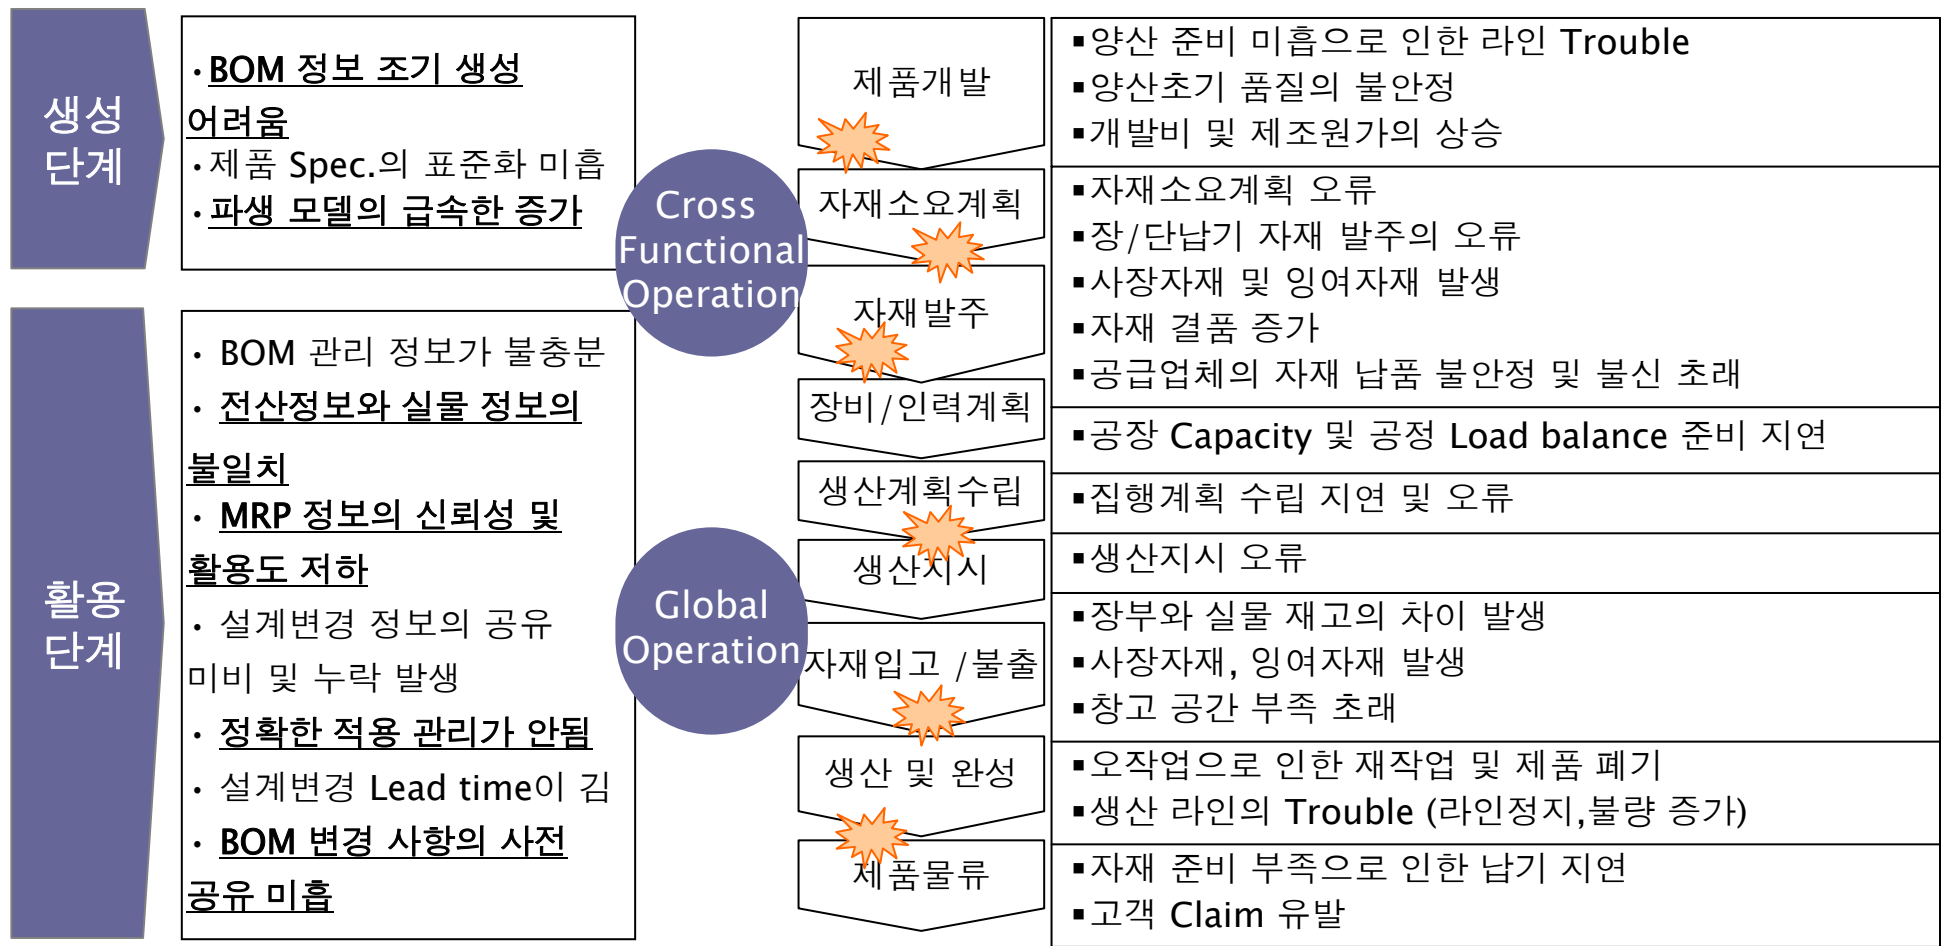 생성
단계
·BOM 정보 조기 생성
어려움
·제품 Spec.의 표준화 미흡
·파생 모델의 급속한 증가
활용
단계
· BOM 관리 정보가 불충분
· 전산정보와 실물 정보의
불일치
· MRP 정보의 신뢰성 및
활용도 저하
· 설계변경 정보의 공유
미비 및 누락 발생
· 정확한 적용 관리가 안됨
· 설계변경 Lead time이 김
· BOM 변경 사항의 사전
공유 미흡
Cross
Functional
Operation
Global
Operation
제품개발
▪양산 준비 미흡으로 인한 라인 Trouble
▪양산초기 품질의 불안정
▪개발비 및 제조원가의 상승
자재소요계획
자재발주
▪자재소요계획 오류
▪장/단납기 자재 발주의 오류
▪사장자재 및 잉여자재 발생
▪자재 결품 증가
▪공급업체의 자재 납품 불안정 및 불신 초래
장비/인력계획
▪공장 Capacity 및 공정 Load balance 준비 지연
생산계획수립
▪집행계획 수립 지연 및 오류
생산지시
▪생산지시 오류
자재입고 /불출
▪장부와 실물 재고의 차이 발생
▪사장자재, 잉여자재 발생
▪창고 공간 부족 초래
생산 및 완성
▪오작업으로 인한 재작업 및 제품 폐기
▪생산 라인의 Trouble (라인정지,불량 증가)
제품물류
▪자재 준비 부족으로 인한 납기 지연
▪고객 Claim 유발